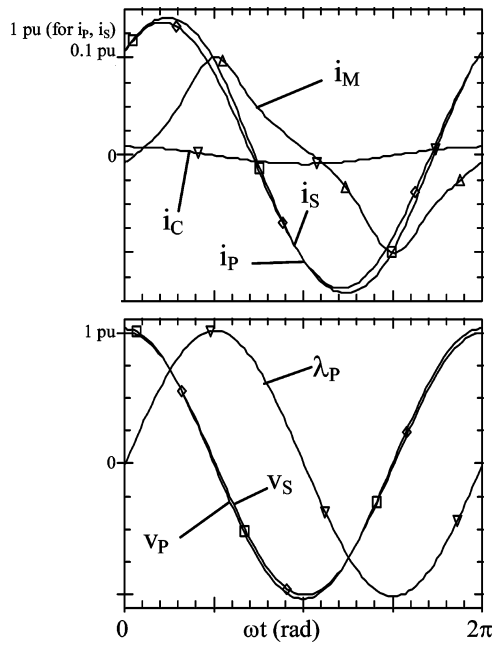 1 pu (for iP, iS)
0.1 pu
0
iM
iC
iS
iP
1 pu
λP
0
vS
vP
0
ωt (rad)
2π